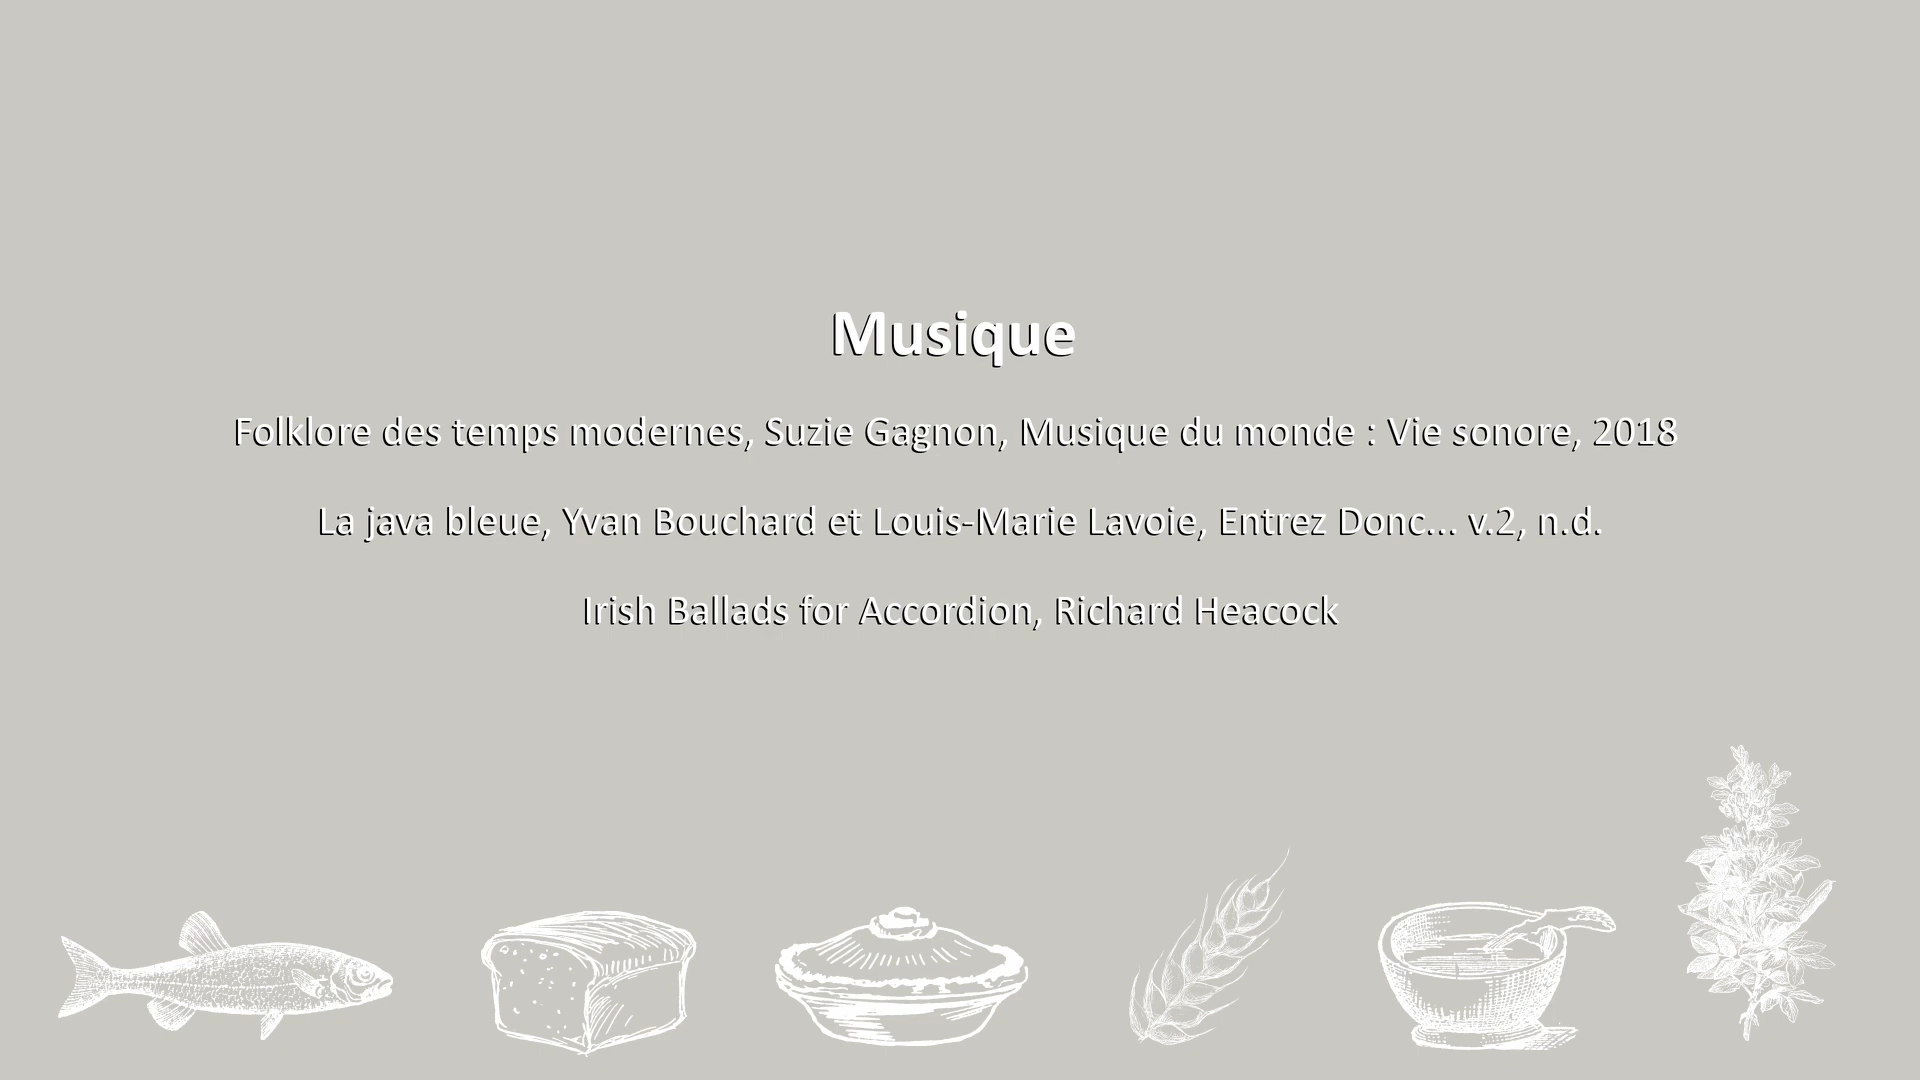 Musique
Folklore des temps modernes, Suzie Gagnon, Musique du monde : Vie sonore, 2018
La java bleue, Yvan Bouchard et Louis-Marie Lavoie, Entrez Donc... v.2, n.d.
Irish Ballads for Accordion, Richard Heacock